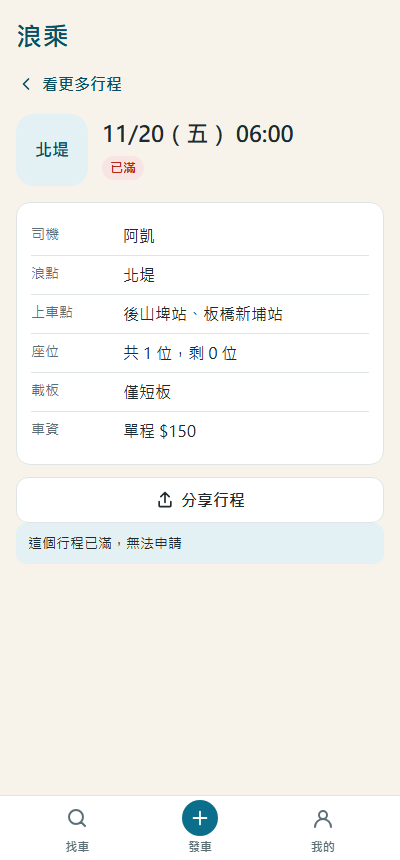 浪乘
看更多行程
北堤
11/20（五） 06:00
已滿
司機 阿凱
浪點 北堤
上車點 後山埤站、板橋新埔站
座位 共 1 位，剩 0 位
載板 僅短板
車資 單程 $150
分享行程
這個行程已滿，無法申請
找車 發車 我的